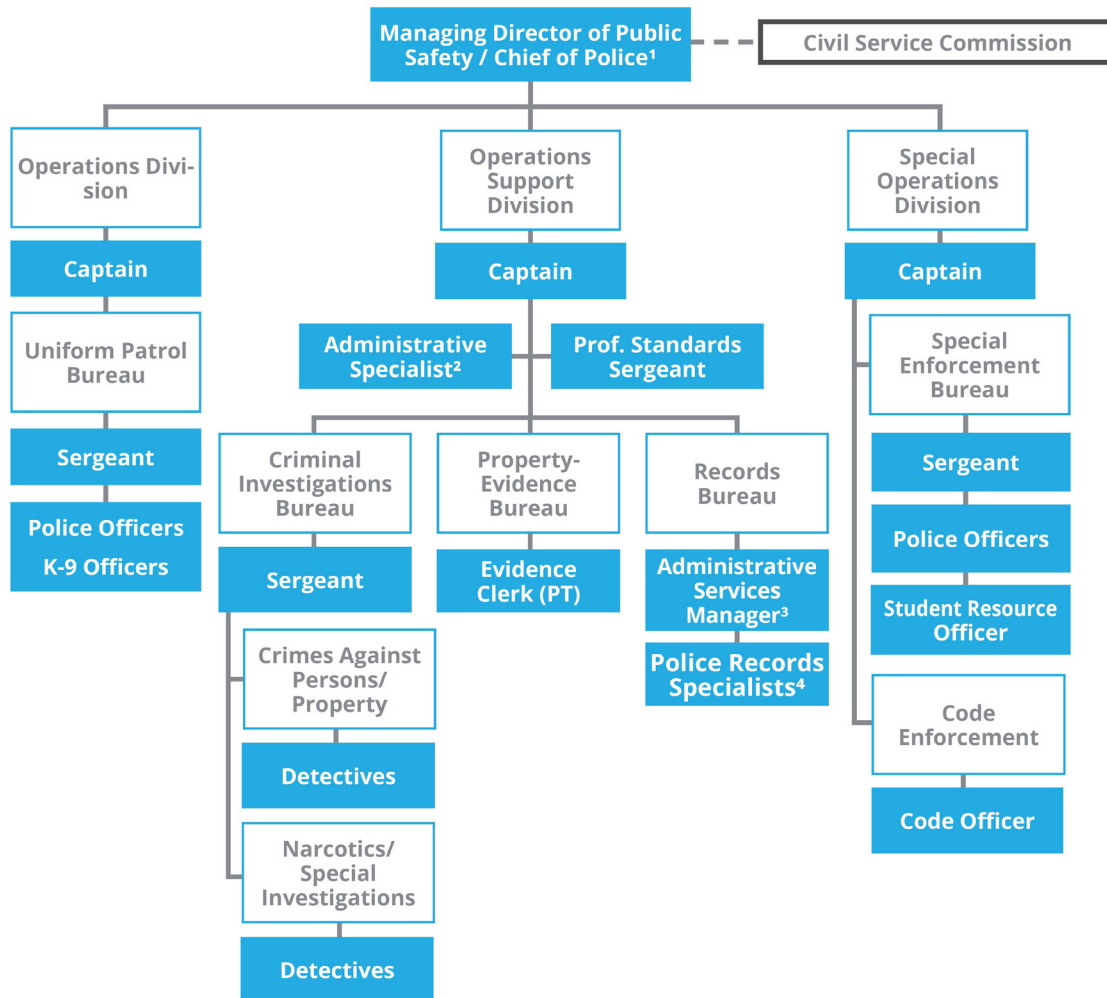 Managing Director of Public
Safety / Chief of Police¹
Civil Service Commission
Operations Divi-
sion
Captain
Uniform Patrol
Bureau
Sergeant
Police Officers
K-9 Officers
Operations
Support
Division
Captain
Administrative
Specialist²
Prof. Standards
Sergeant
Criminal
Investigations
Bureau
Sergeant
Crimes Against
Persons/
Property
Detectives
Narcotics/
Special
Investigations
Detectives
Property-
Evidence
Bureau
Evidence
Clerk (PT)
Records
Bureau
Administrative
Services
Manager³
Police Records
Specialists⁴
Special
Operations
Division
Captain
Special
Enforcement
Bureau
Sergeant
Police Officers
Student Resource
Officer
Code
Enforcement
Code Officer